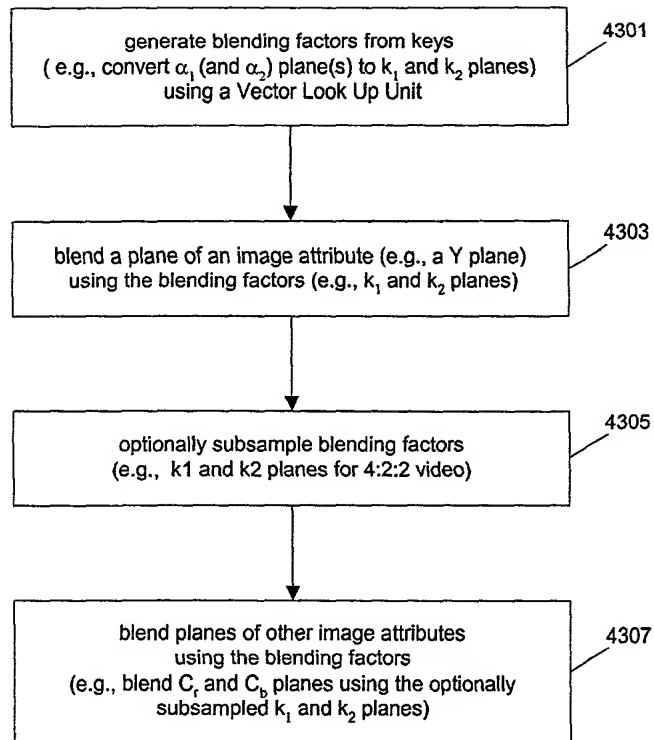 generate blending factors from keys
( e.g., convert α₁ (and α₂) plane(s) to k₁ and k₂ planes)
using a Vector Look Up Unit
4301
blend a plane of an image attribute (e.g., a Y plane)
using the blending factors (e.g., k₁ and k₂ planes)
4303
optionally subsample blending factors
(e.g., k1 and k2 planes for 4:2:2 video)
4305
blend planes of other image attributes
using the blending factors
(e.g., blend Cᵣ and C_b planes using the optionally
subsampled k₁ and k₂ planes)
4307